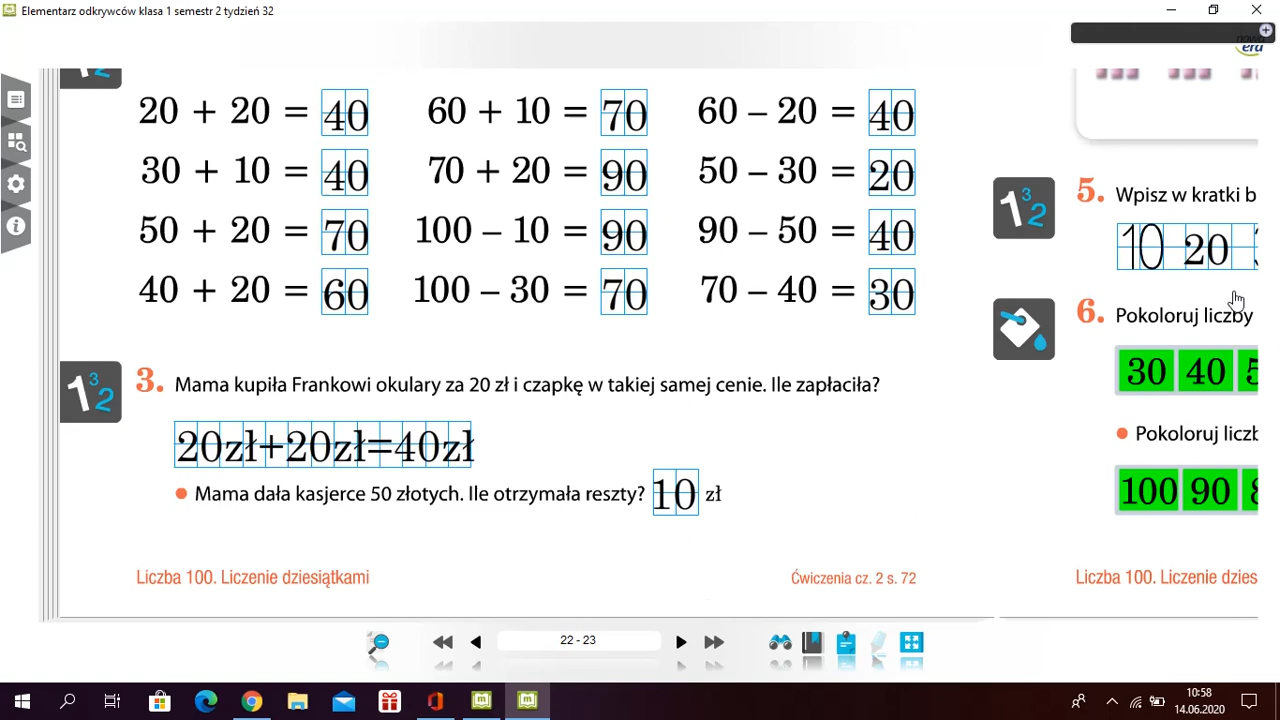 Elementarz odkrywców klasa 1 semestr 2 tydzień 32
nowa
era
20 + 20 = 40 60 + 10 = 70 60 – 20 = 40
30 + 10 = 40 70 + 20 = 90 50 – 30 = 20
50 + 20 = 70 100 – 10 = 90 90 – 50 = 40
40 + 20 = 60 100 – 30 = 70 70 – 40 = 30
3. Mama kupiła Frankowi okulary za 20 zł i czapkę w takiej samej cenie. Ile zapłaciła?
20zł+20zł=40zł
• Mama dała kasjerce 50 złotych. Ile otrzymała reszty? 10 zł
Liczba 100. Liczenie dziesiątkami
Ćwiczenia cz. 2 s. 72
5. Wpisz w kratki b
10 20
6. Pokoloruj liczby
30 40 5
• Pokoloruj liczb
100 90 8
Liczba 100. Liczenie dzies
22 - 23
10:58
14.06.2020